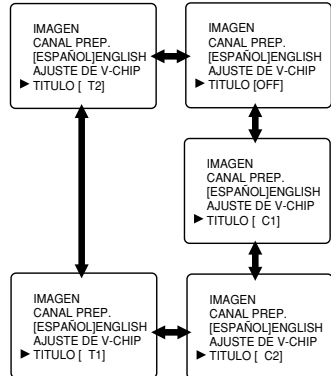 IMAGEN
CANAL PREP.
[ESPAÑOL]ENGLISH
AJUSTE DE V-CHIP
►TITULO [ T2]
IMAGEN
CANAL PREP.
[ESPAÑOL]ENGLISH
AJUSTE DE V-CHIP
►TITULO [OFF]
IMAGEN
CANAL PREP.
[ESPAÑOL]ENGLISH
AJUSTE DE V-CHIP
►TITULO [ C1]
IMAGEN
CANAL PREP.
[ESPAÑOL]ENGLISH
AJUSTE DE V-CHIP
►TITULO [ T1]
IMAGEN
CANAL PREP.
[ESPAÑOL]ENGLISH
AJUSTE DE V-CHIP
►TITULO [ C2]